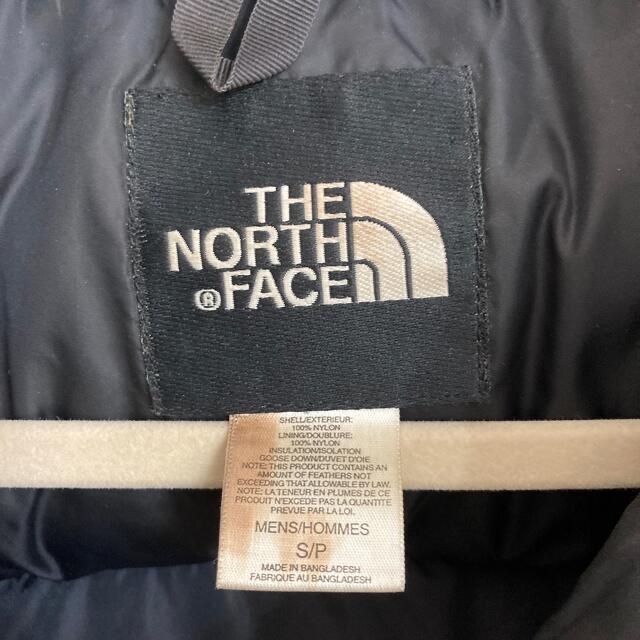 THE
NORTH
®FACE
SHELL/EXTERIEUR:
100% NYLON
LINING/DOUBLURE:
100% NYLON
INSULATION/ISOLATION
GOOSE DOWN/DUVET D'OIE
NOTE: THIS PRODUCT CONTAINS AN
AMOUNT OF FEATHERS NOT
EXCEEDING THAT ALLOWED BY LAW.
NOTE: LA TENEUR EN PLUMES DE CE
PRODUIT N'EXCEDE PAS LA QUANTITE
PREVUE PAR LA LOI.
MENS/HOMMES
S/P
MADE IN BANGLADESH
FABRIQUE AU BANGLADESH